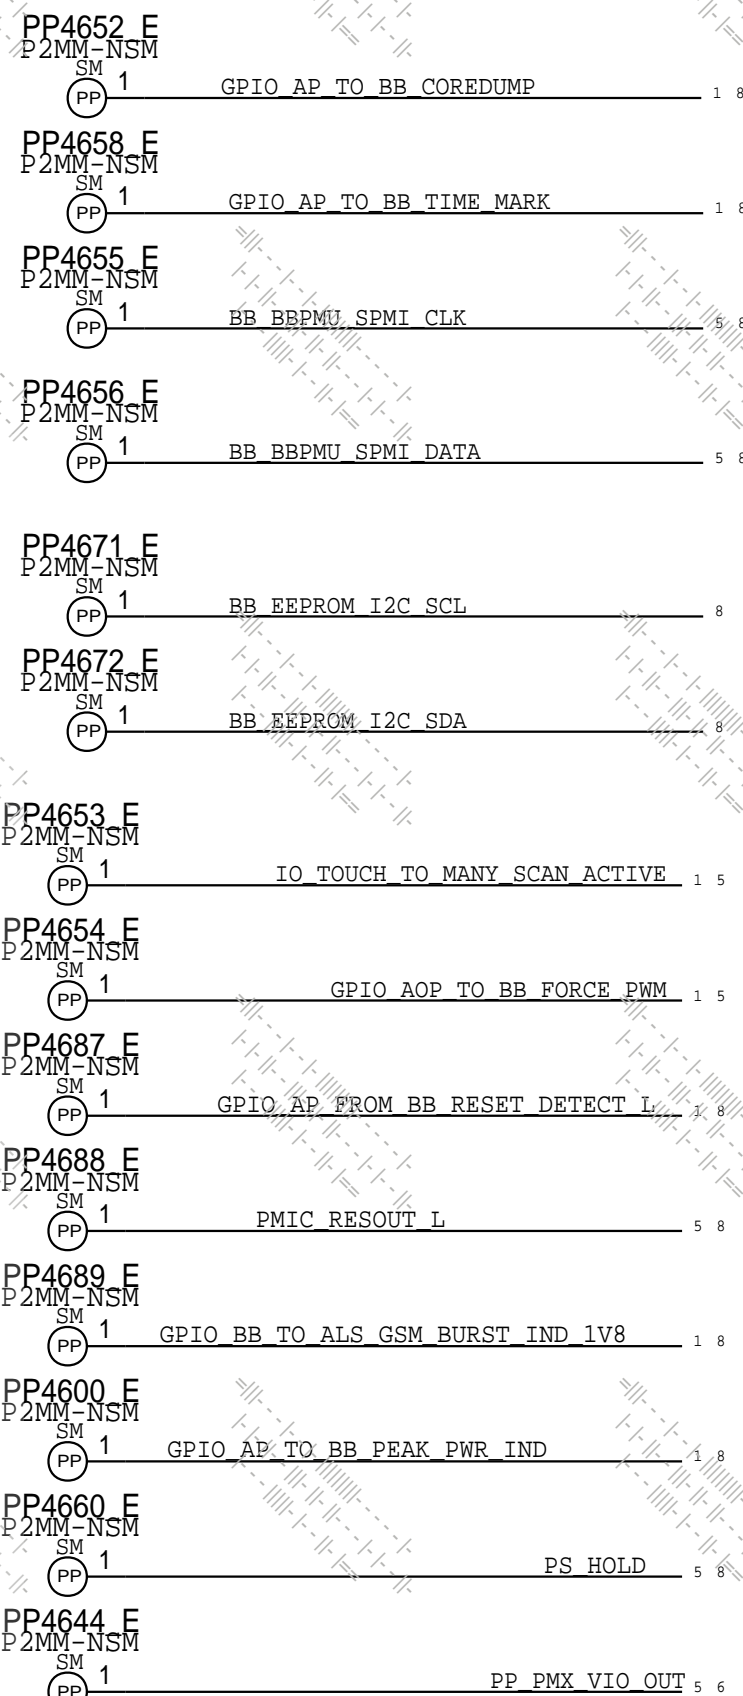 PP4652_E
P2MM-NSM
SM
PP 1 GPIO_AP_TO_BB_COREDUMP 1 8
PP4658_E
P2MM-NSM
SM
PP 1 GPIO_AP_TO_BB_TIME_MARK 1 8
PP4655_E
P2MM-NSM
SM
PP 1 BB_BBPMU_SPMI_CLK 5 8
PP4656_E
P2MM-NSM
SM
PP 1 BB_BBPMU_SPMI_DATA 5 8
PP4671_E
P2MM-NSM
SM
PP 1 BB_EEPROM_I2C_SCL 8
PP4672_E
P2MM-NSM
SM
PP 1 BB_EEPROM_I2C_SDA 8
PP4653_E
P2MM-NSM
SM
PP 1 IO_TOUCH_TO_MANY_SCAN_ACTIVE 1 5
PP4654_E
P2MM-NSM
SM
PP 1 GPIO_AOP_TO_BB_FORCE_PWM 1 5
PP4687_E
P2MM-NSM
SM
PP 1 GPIO_AP_FROM_BB_RESET_DETECT_L 1 8
PP4688_E
P2MM-NSM
SM
PP 1 PMIC_RESOUT_L 5 8
PP4689_E
P2MM-NSM
SM
PP 1 GPIO_BB_TO_ALS_GSM_BURST_IND_1V8 1 8
PP4600_E
P2MM-NSM
SM
PP 1 GPIO_AP_TO_BB_PEAK_PWR_IND 1 8
PP4660_E
P2MM-NSM
SM
PP 1 PS_HOLD 5 8
PP4644_E
P2MM-NSM
SM
PP 1 PP_PMX_VIO_OUT 5 6